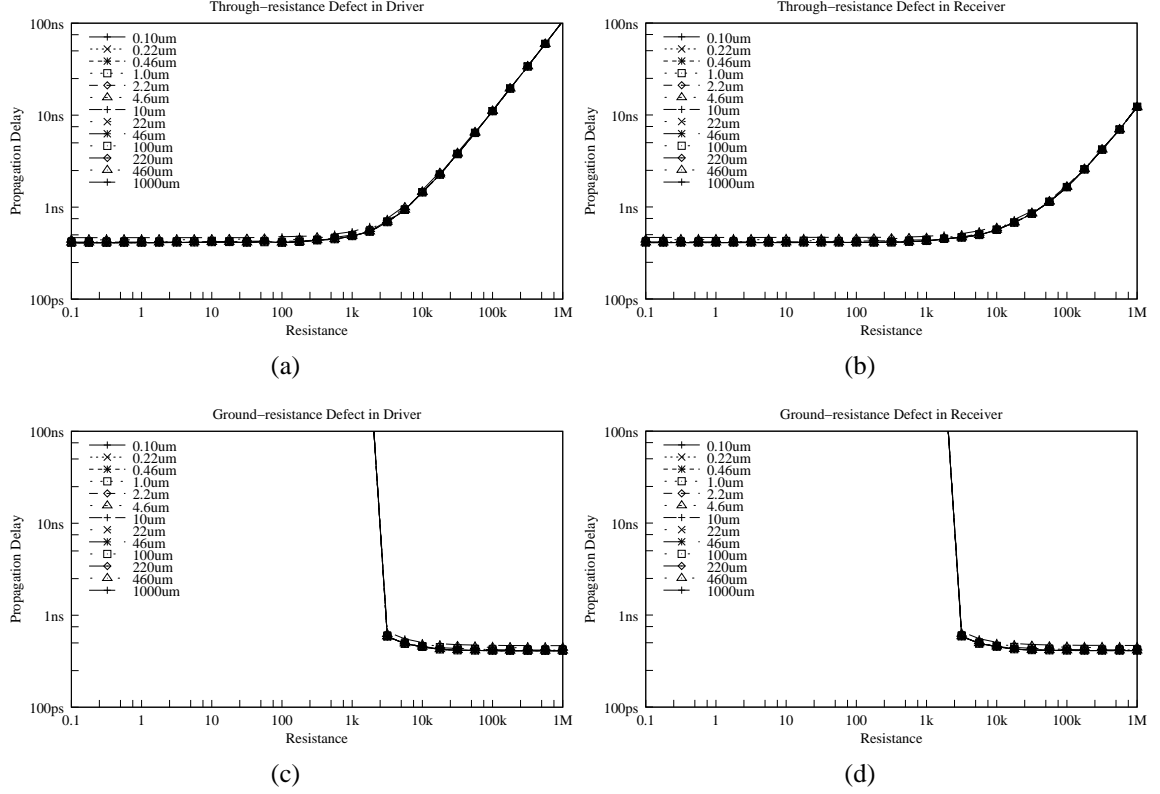 Through−resistance Defect in Driver
100ns
10ns
1ns
100ps
Propagation Delay
0.10um
0.22um
0.46um
1.0um
2.2um
4.6um
10um
22um
46um
100um
220um
460um
1000um
0.1 1 10 100 1k 10k 100k 1M
Resistance
(a)
Through−resistance Defect in Receiver
100ns
10ns
1ns
100ps
Propagation Delay
0.10um
0.22um
0.46um
1.0um
2.2um
4.6um
10um
22um
46um
100um
220um
460um
1000um
0.1 1 10 100 1k 10k 100k 1M
Resistance
(b)
Ground−resistance Defect in Driver
100ns
10ns
1ns
100ps
Propagation Delay
0.10um
0.22um
0.46um
1.0um
2.2um
4.6um
10um
22um
46um
100um
220um
460um
1000um
0.1 1 10 100 1k 10k 100k 1M
Resistance
(c)
Ground−resistance Defect in Receiver
100ns
10ns
1ns
100ps
Propagation Delay
0.10um
0.22um
0.46um
1.0um
2.2um
4.6um
10um
22um
46um
100um
220um
460um
1000um
0.1 1 10 100 1k 10k 100k 1M
Resistance
(d)